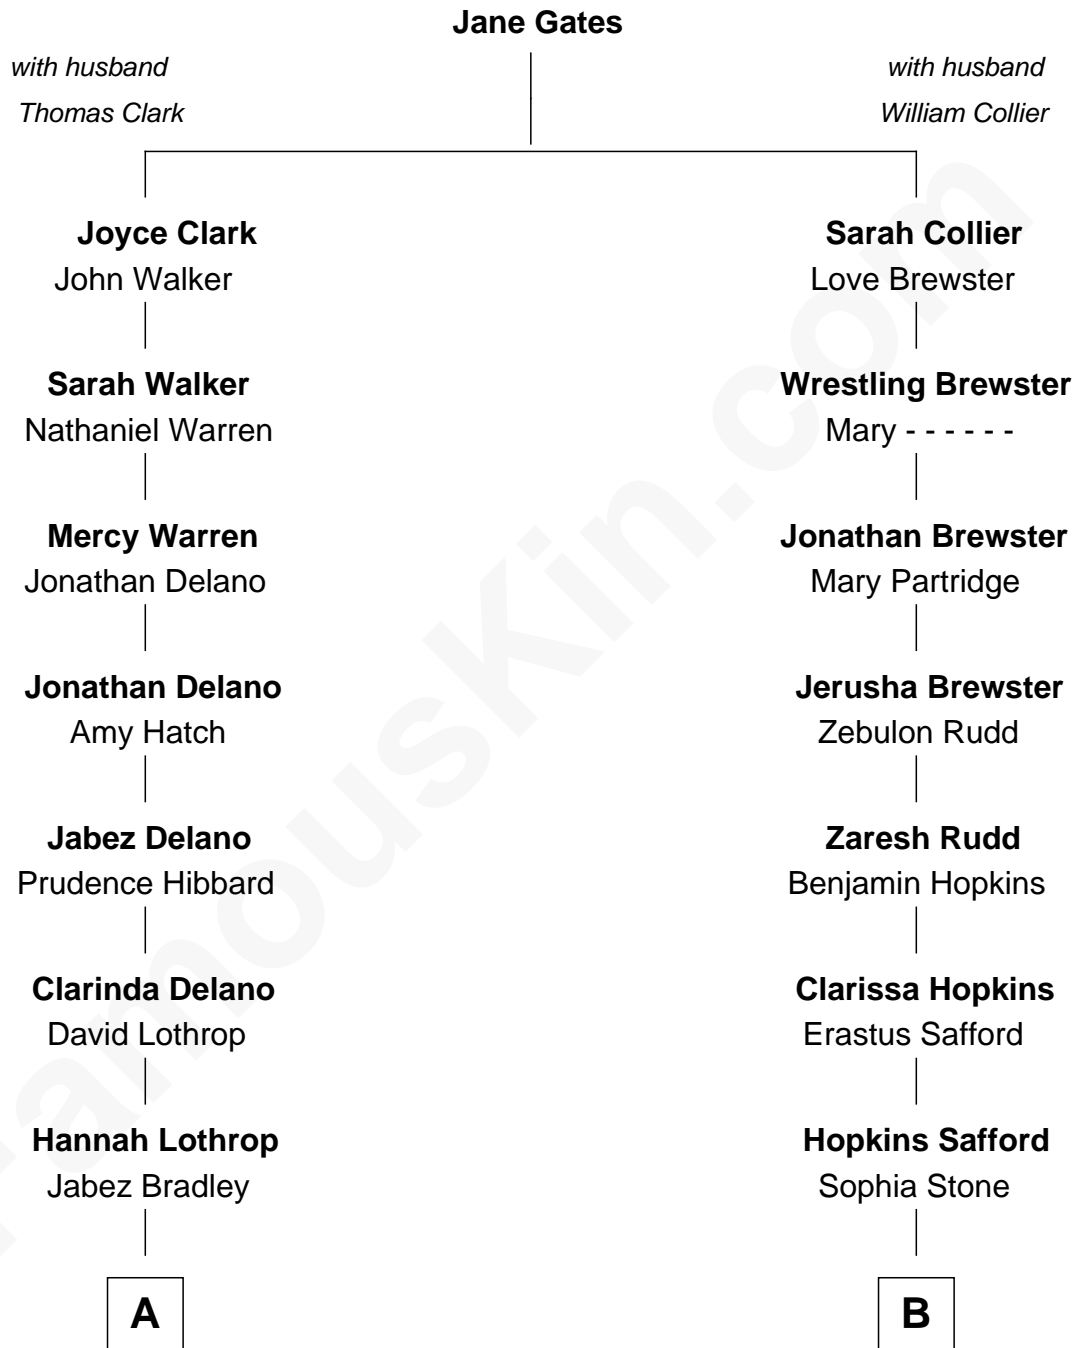 Jane Gates
with husband
Thomas Clark
with husband
William Collier
Joyce Clark
John Walker
Sarah Walker
Nathaniel Warren
Mercy Warren
Jonathan Delano
Jonathan Delano
Amy Hatch
Jabez Delano
Prudence Hibbard
Clarinda Delano
David Lothrop
Hannah Lothrop
Jabez Bradley
A
Sarah Collier
Love Brewster
Wrestling Brewster
Mary - - - - - -
Jonathan Brewster
Mary Partridge
Jerusha Brewster
Zebulon Rudd
Zaresh Rudd
Benjamin Hopkins
Clarissa Hopkins
Erastus Safford
Hopkins Safford
Sophia Stone
B
FamousKin.com